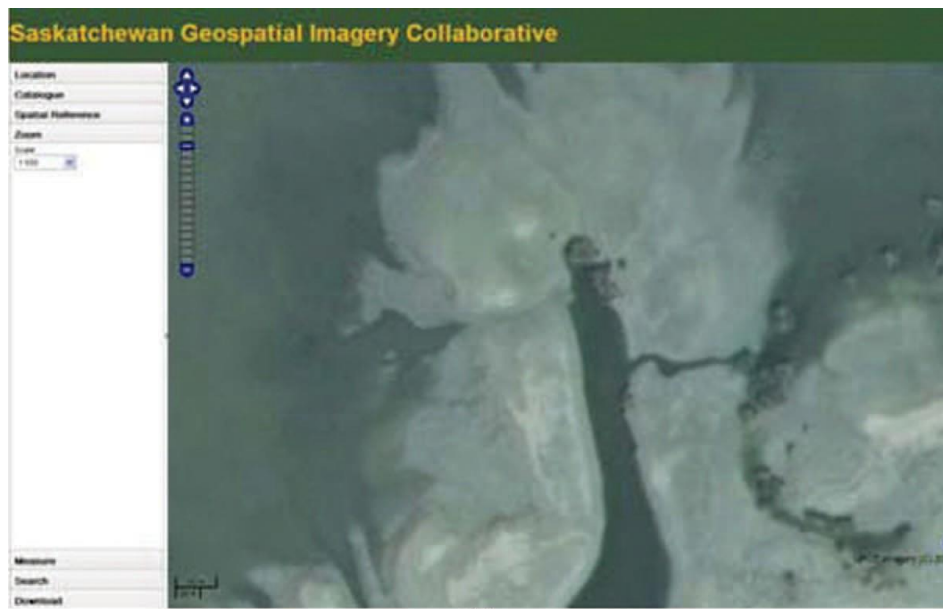 Saskatchewan Geospatial Imagery Collaborative
Location
Catalogue
Spatial Reference
Zoom
Scale
Measure
Search
Download